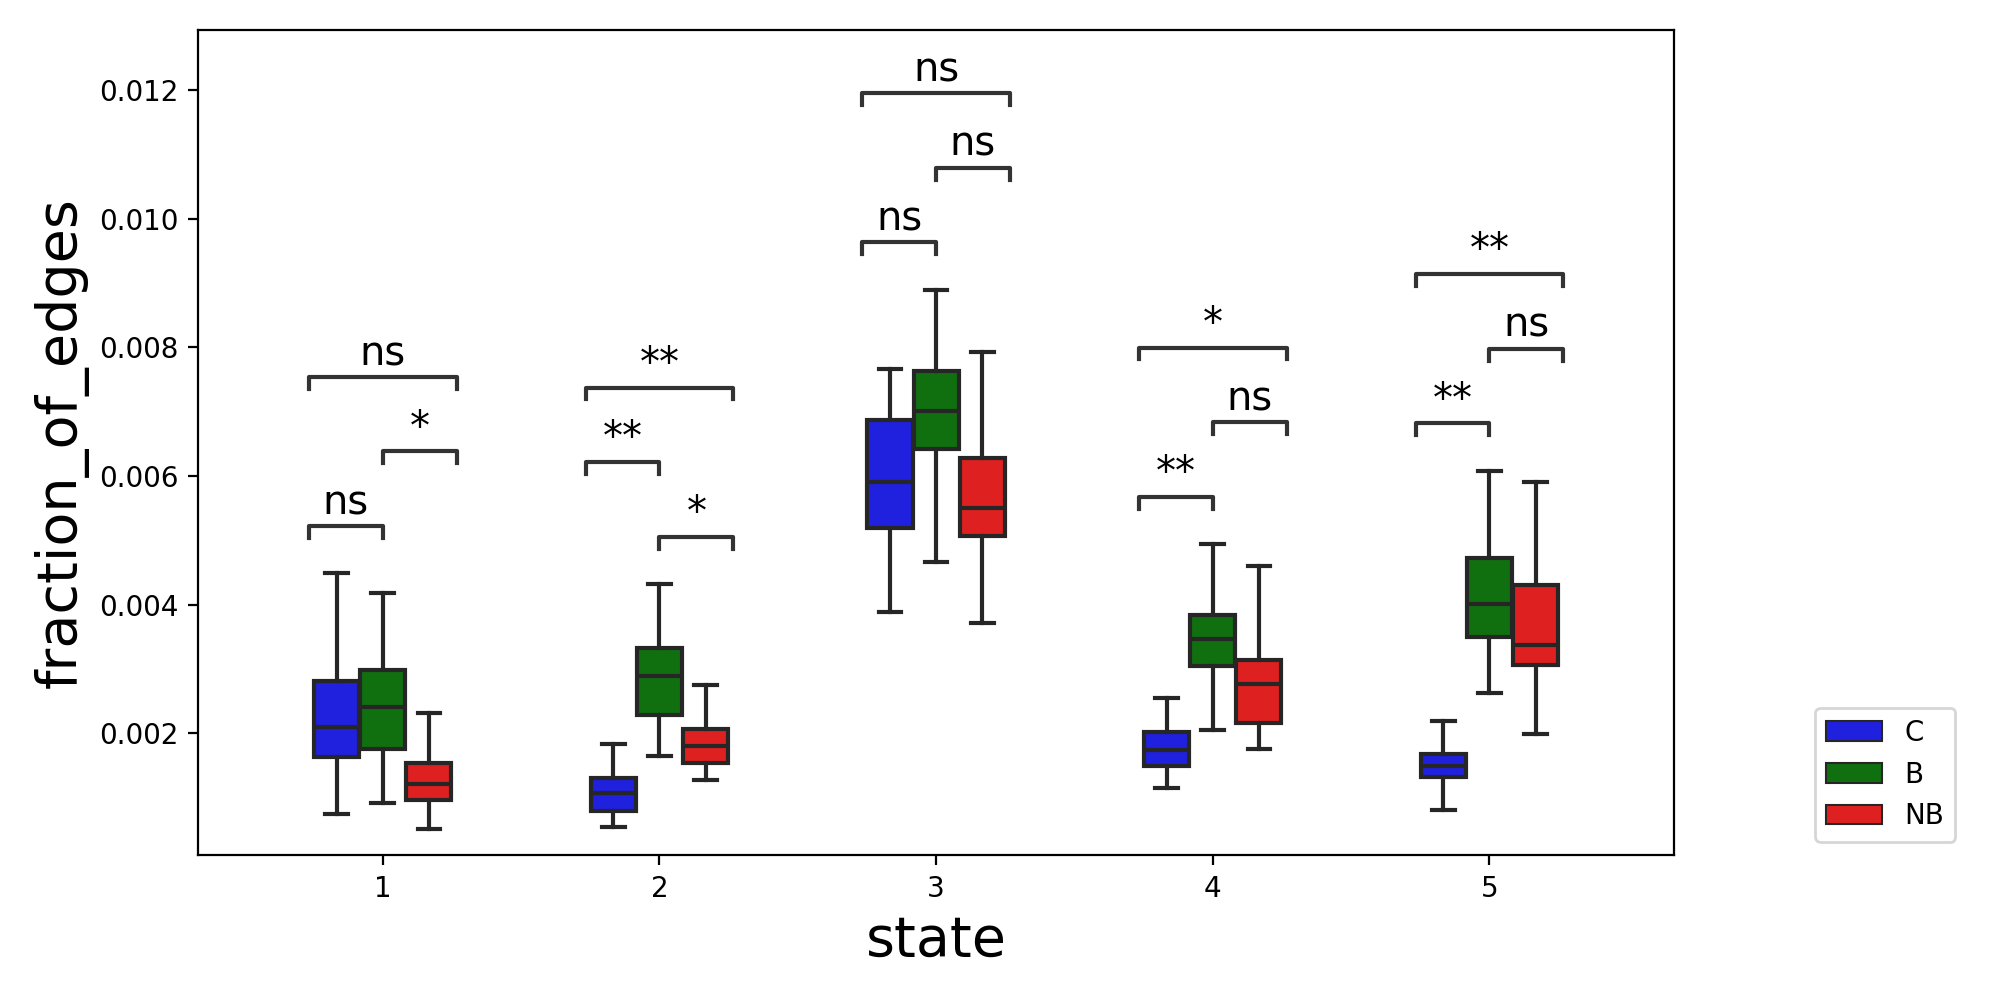 ns
0.012
ns
0.010
ns
**
fraction_of_edges
0.008
*
ns
ns
**
**
ns
*
**
0.006
**
ns
*
0.004
0.002
C
B
NB
1 2 3 4 5
state